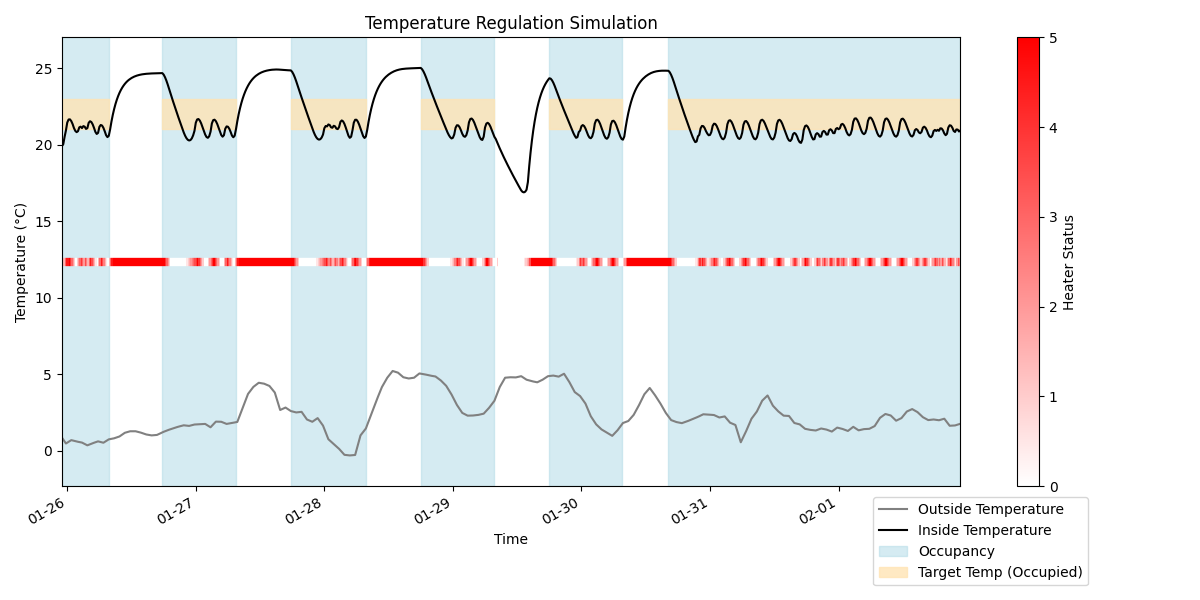 Temperature Regulation Simulation
Temperature (°C)
25
20
15
10
5
0
01-26
01-27
01-28
01-29
01-30
01-31
02-01
Time
5
4
3
2
1
0
Heater Status
Outside Temperature
Inside Temperature
Occupancy
Target Temp (Occupied)